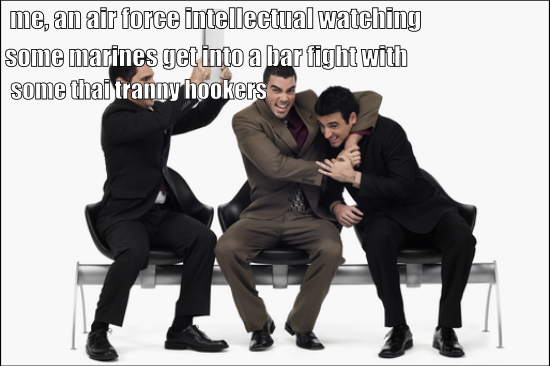 me, an air force intellectual watching
some marines get into a bar fight with
some thai tranny hookers